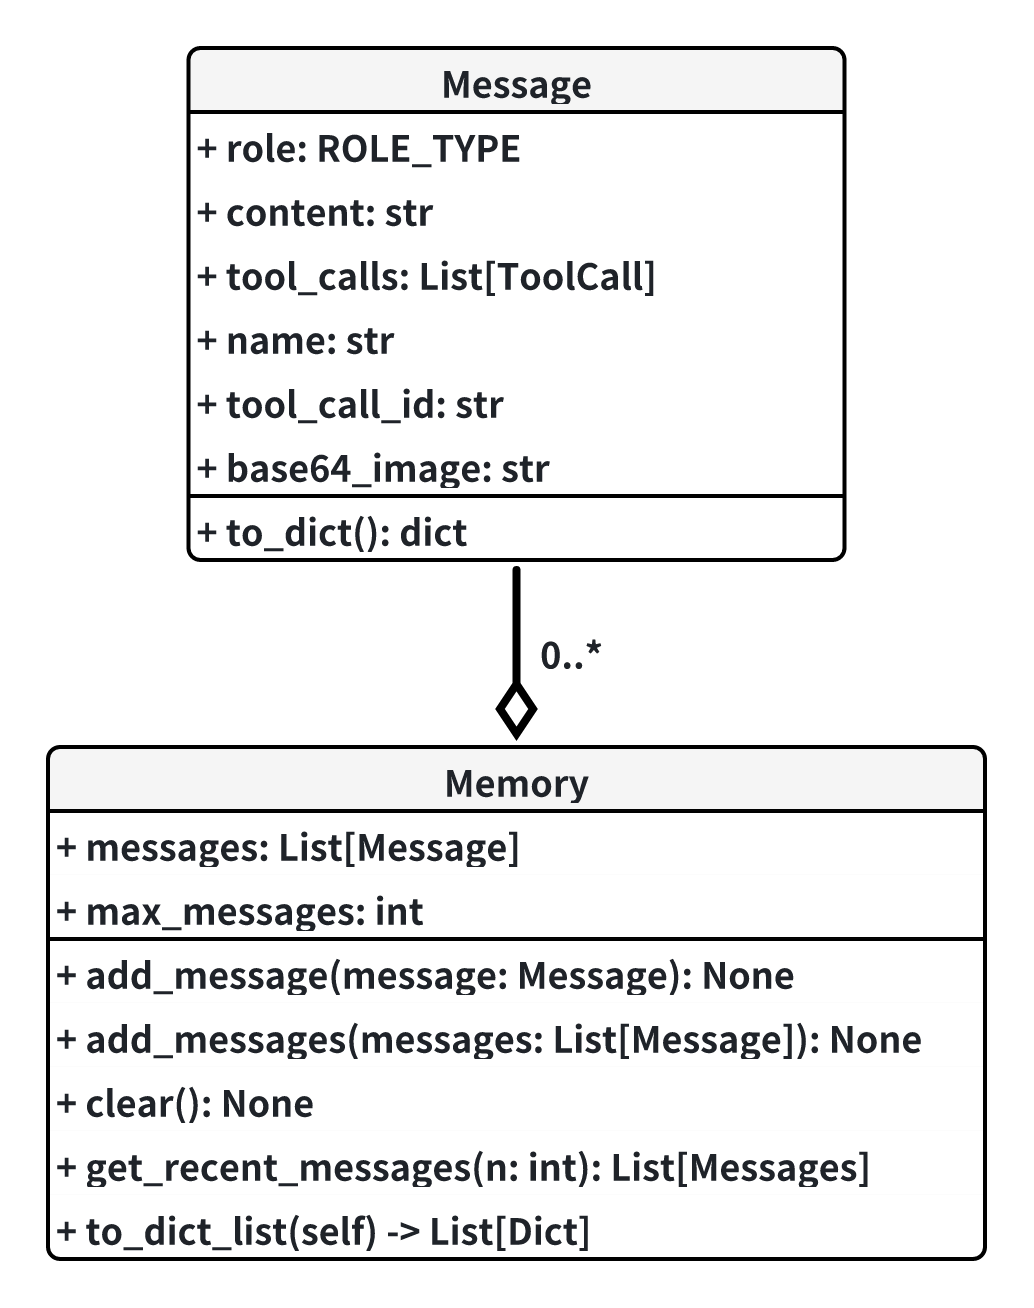 Message
+ role: ROLE_TYPE
+ content: str
+ tool_calls: List[ToolCall]
+ name: str
+ tool_call_id: str
+ base64_image: str
+ to_dict(): dict
0..*
Memory
+ messages: List[Message]
+ max_messages: int
+ add_message(message: Message): None
+ add_messages(messages: List[Message]): None
+ clear(): None
+ get_recent_messages(n: int): List[Messages]
+ to_dict_list(self) -> List[Dict]